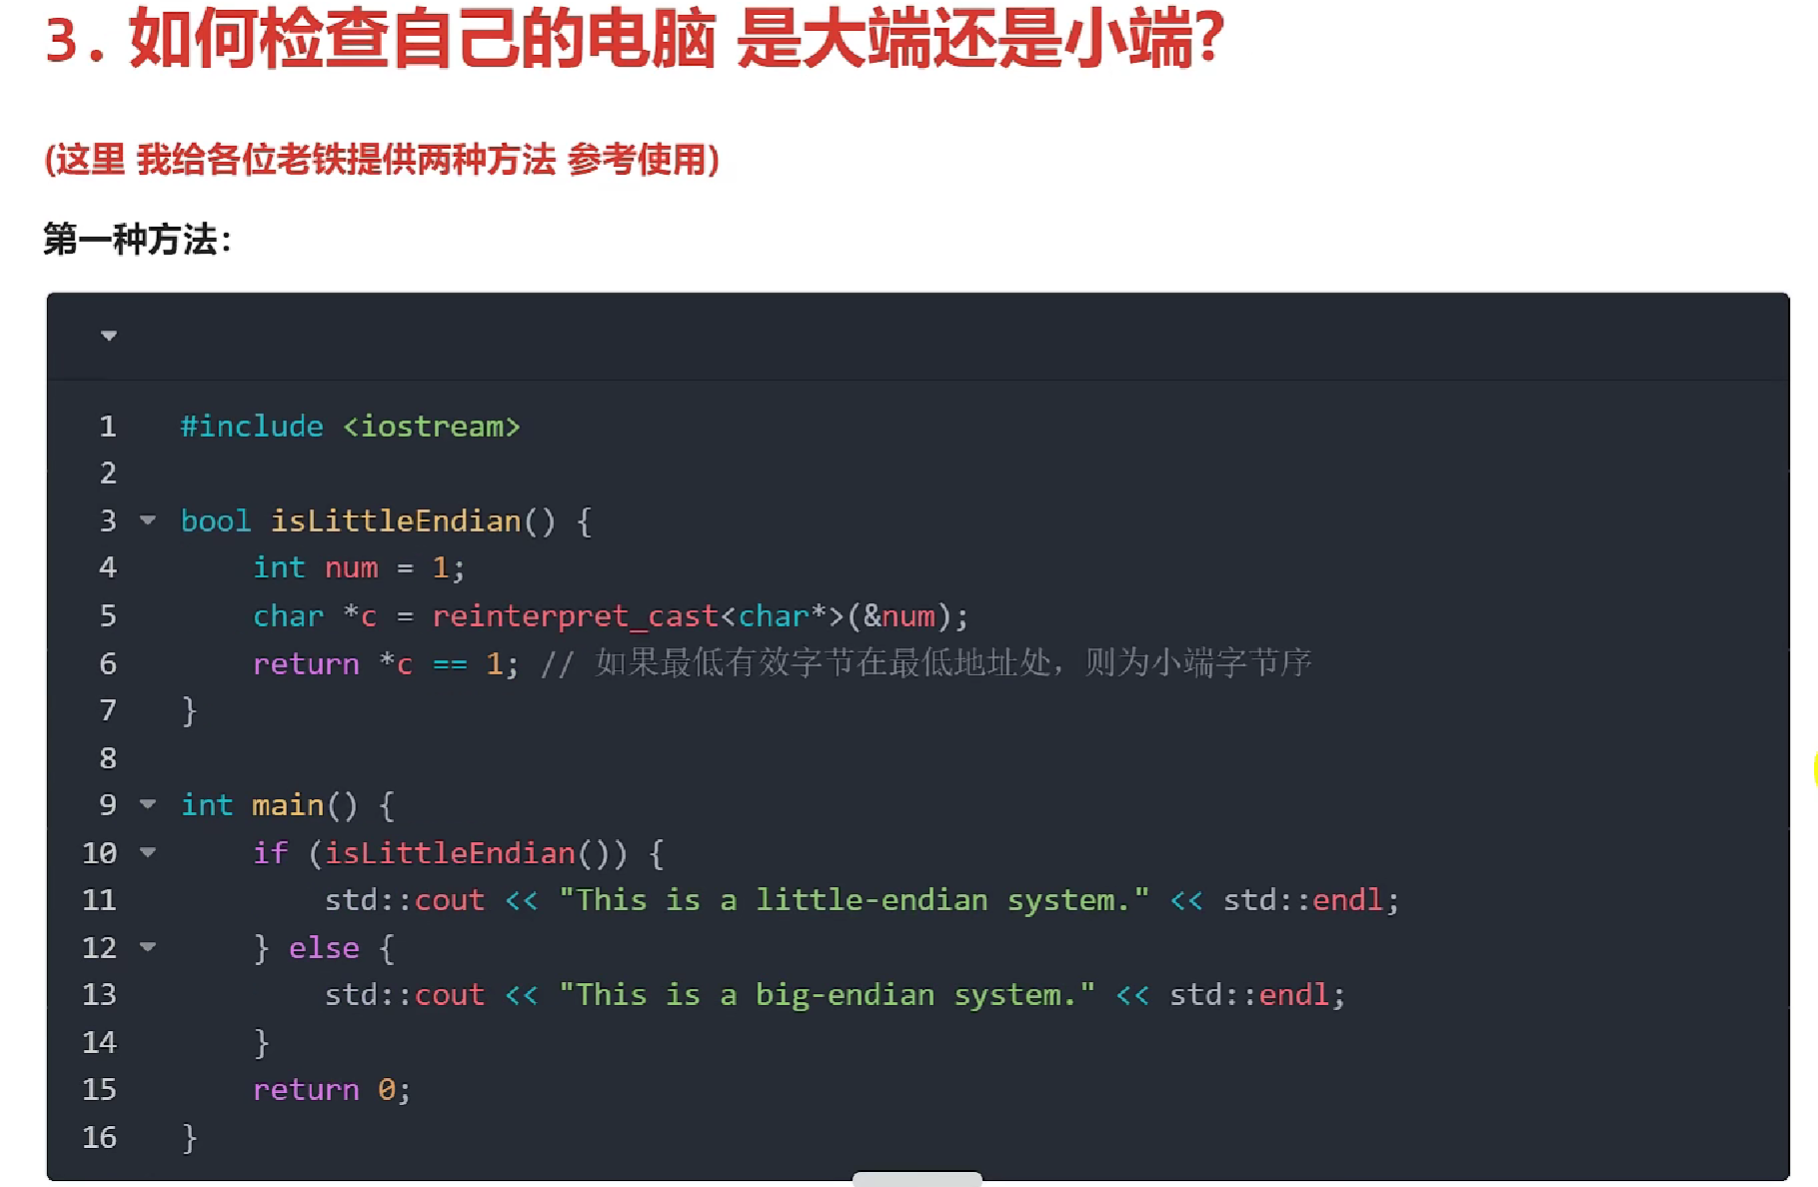 3. 如何检查自己的电脑 是大端还是小端?
(这里 我给各位老铁提供两种方法 参考使用)
第一种方法：
1 #include <iostream>
2
3 bool isLittleEndian() {
4     int num = 1;
5     char *c = reinterpret_cast<char*>(&num);
6     return *c == 1; // 如果最低有效字节在最低地址处，则为小端字节序
7 }
8
9 int main() {
10     if (isLittleEndian()) {
11         std::cout << "This is a little-endian system." << std::endl;
12     } else {
13         std::cout << "This is a big-endian system." << std::endl;
14     }
15     return 0;
16 }